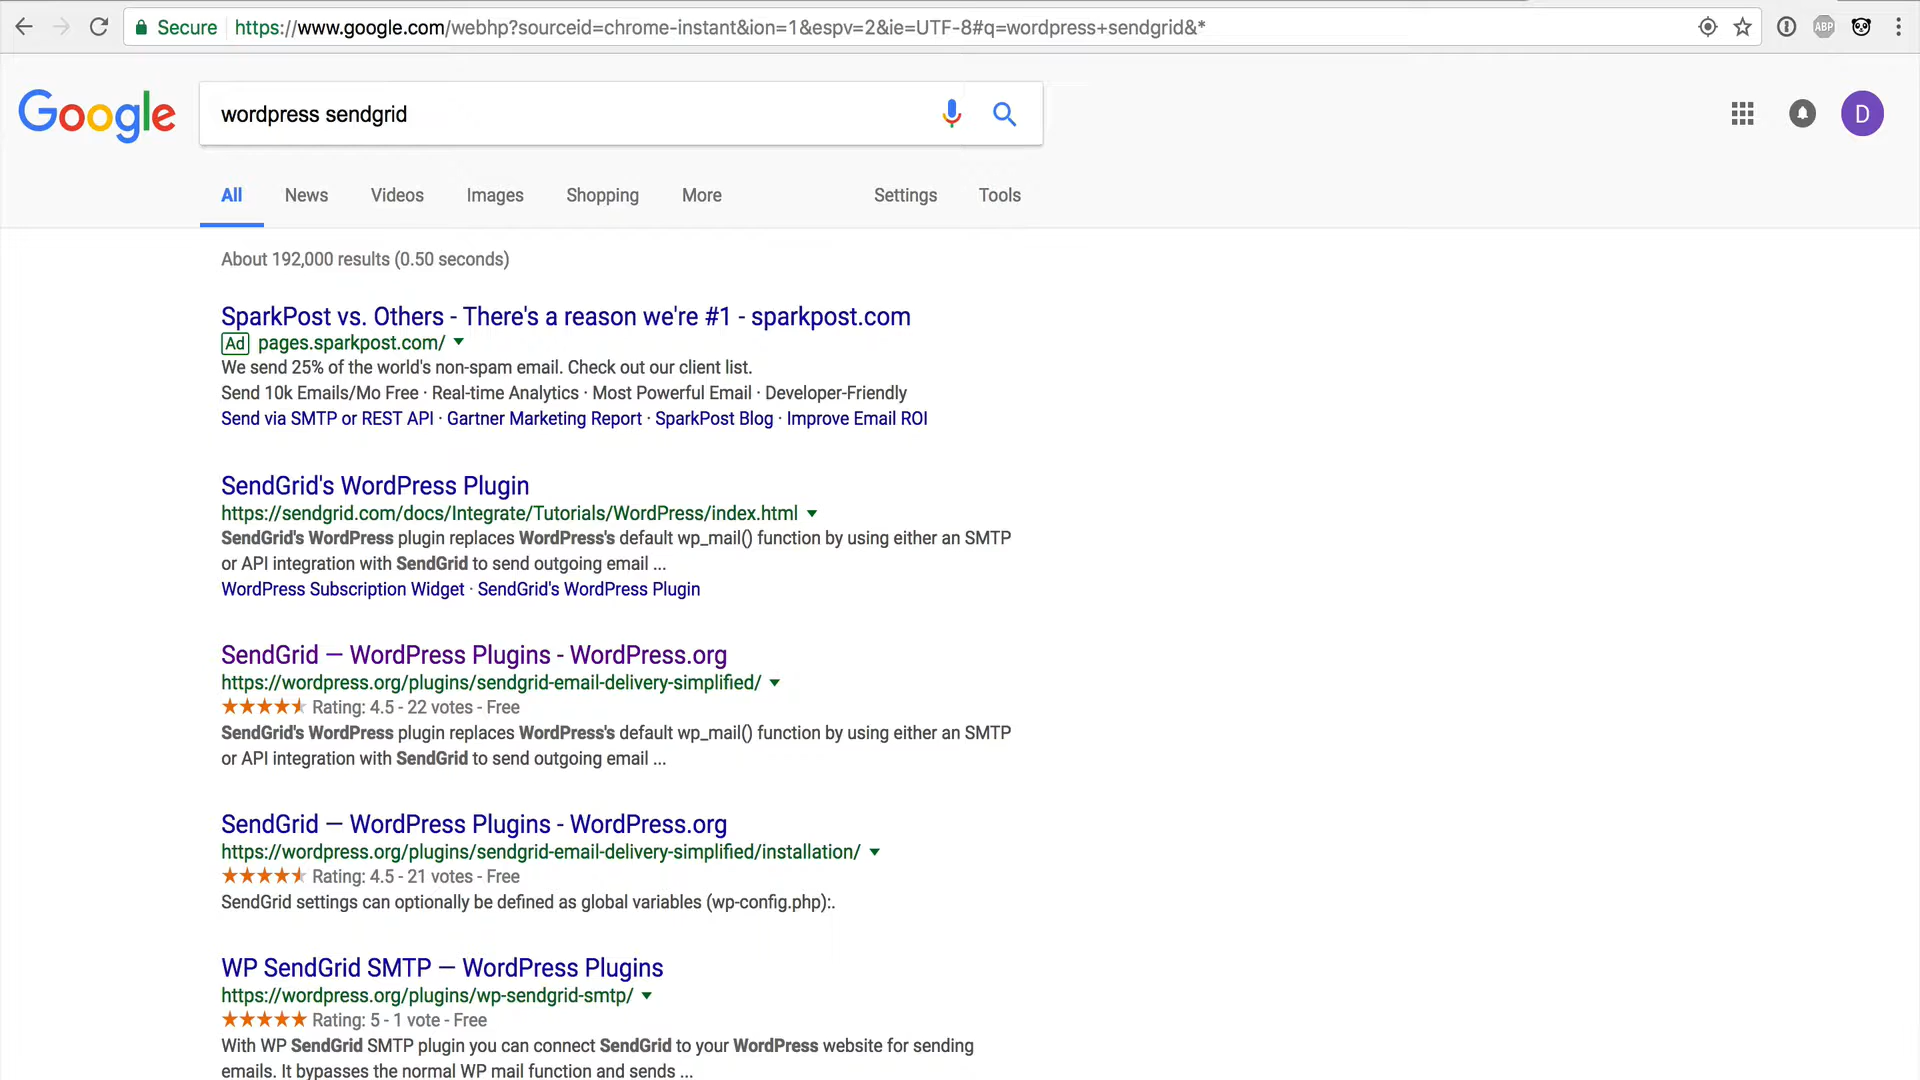 Secure https://www.google.com/webhp?sourceid=chrome-instant&ion=1&espv=2&ie=UTF-8#q=wordpress+sendgrid&*
ABP
Google
wordpress sendgrid
D
All News Videos Images Shopping More Settings Tools
About 192,000 results (0.50 seconds)
SparkPost vs. Others - There's a reason we're #1 - sparkpost.com
Ad pages.sparkpost.com/
We send 25% of the world's non-spam email. Check out our client list.
Send 10k Emails/Mo Free · Real-time Analytics · Most Powerful Email · Developer-Friendly
Send via SMTP or REST API · Gartner Marketing Report · SparkPost Blog · Improve Email ROI
SendGrid's WordPress Plugin
https://sendgrid.com/docs/Integrate/Tutorials/WordPress/index.html
SendGrid's WordPress plugin replaces WordPress's default wp_mail() function by using either an SMTP
or API integration with SendGrid to send outgoing email ...
WordPress Subscription Widget · SendGrid's WordPress Plugin
SendGrid — WordPress Plugins - WordPress.org
https://wordpress.org/plugins/sendgrid-email-delivery-simplified/
Rating: 4.5 - 22 votes - Free
SendGrid's WordPress plugin replaces WordPress's default wp_mail() function by using either an SMTP
or API integration with SendGrid to send outgoing email ...
SendGrid — WordPress Plugins - WordPress.org
https://wordpress.org/plugins/sendgrid-email-delivery-simplified/installation/
Rating: 4.5 - 21 votes - Free
SendGrid settings can optionally be defined as global variables (wp-config.php):.
WP SendGrid SMTP — WordPress Plugins
https://wordpress.org/plugins/wp-sendgrid-smtp/
Rating: 5 - 1 vote - Free
With WP SendGrid SMTP plugin you can connect SendGrid to your WordPress website for sending
emails. It bypasses the normal WP mail function and sends ...